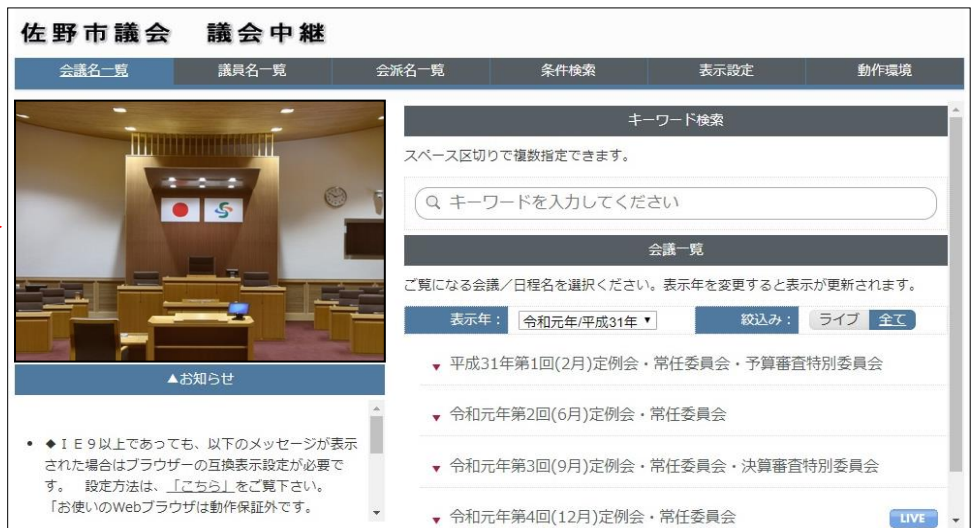 佐野市議会 議会中継
会議名一覧 議員名一覧 会派名一覧 条件検索 表示設定 動作環境
▲お知らせ
• ◆ＩＥ９以上であっても、以下のメッセージが表示
された場合はブラウザーの互換表示設定が必要で
す。 設定方法は、「こちら」をご覧下さい。
「お使いのWebブラウザは動作保証外です。
キーワード検索
スペース区切りで複数指定できます。
キーワードを入力してください
会議一覧
ご覧になる会議／日程名を選択ください。表示年を変更すると表示が更新されます。
表示年： 令和元年/平成31年 ▼ 絞込み： ライブ 全て
▼ 平成31年第1回(2月)定例会・常任委員会・予算審査特別委員会
▼ 令和元年第2回(6月)定例会・常任委員会
▼ 令和元年第3回(9月)定例会・常任委員会・決算審査特別委員会
▼ 令和元年第4回(12月)定例会・常任委員会 LIVE